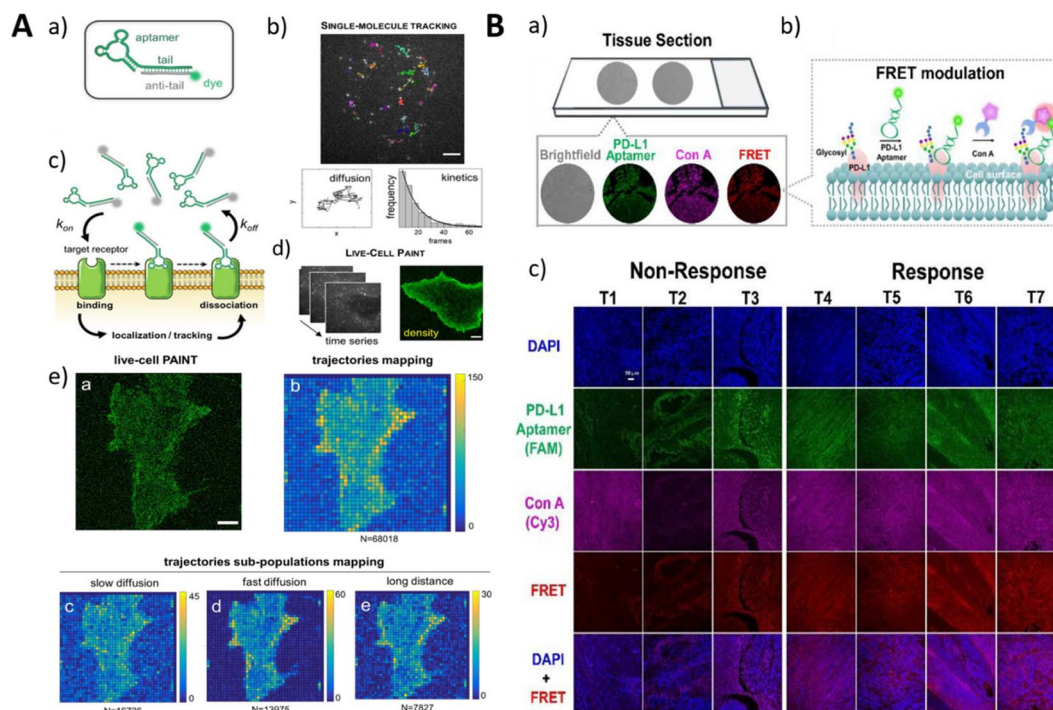 A
a)
aptamer
tail
anti-tail
dye
b)
SINGLE-MOLECULE TRACKING
diffusion
y
x
kinetics
frequency
20
40
60
frames
c)
kon
koff
target receptor
binding
dissociation
localization / tracking
d)
LIVE-CELL PAINT
time series
density
e)
live-cell PAINT
a
trajectories mapping
b
150
0
N=68018
trajectories sub-populations mapping
slow diffusion
c
45
0
fast diffusion
d
60
0
N=13975
long distance
e
30
0
N=7827
B
a)
Tissue Section
Brightfield
PD-L1
Aptamer
Con A
FRET
b)
FRET modulation
Glycosyl
PD-L1
PD-L1
Aptamer
Con A
Cell surface
c)
Non-Response
Response
T1
T2
T3
T4
T5
T6
T7
DAPI
PD-L1
Aptamer
(FAM)
Con A
(Cy3)
FRET
DAPI
+
FRET